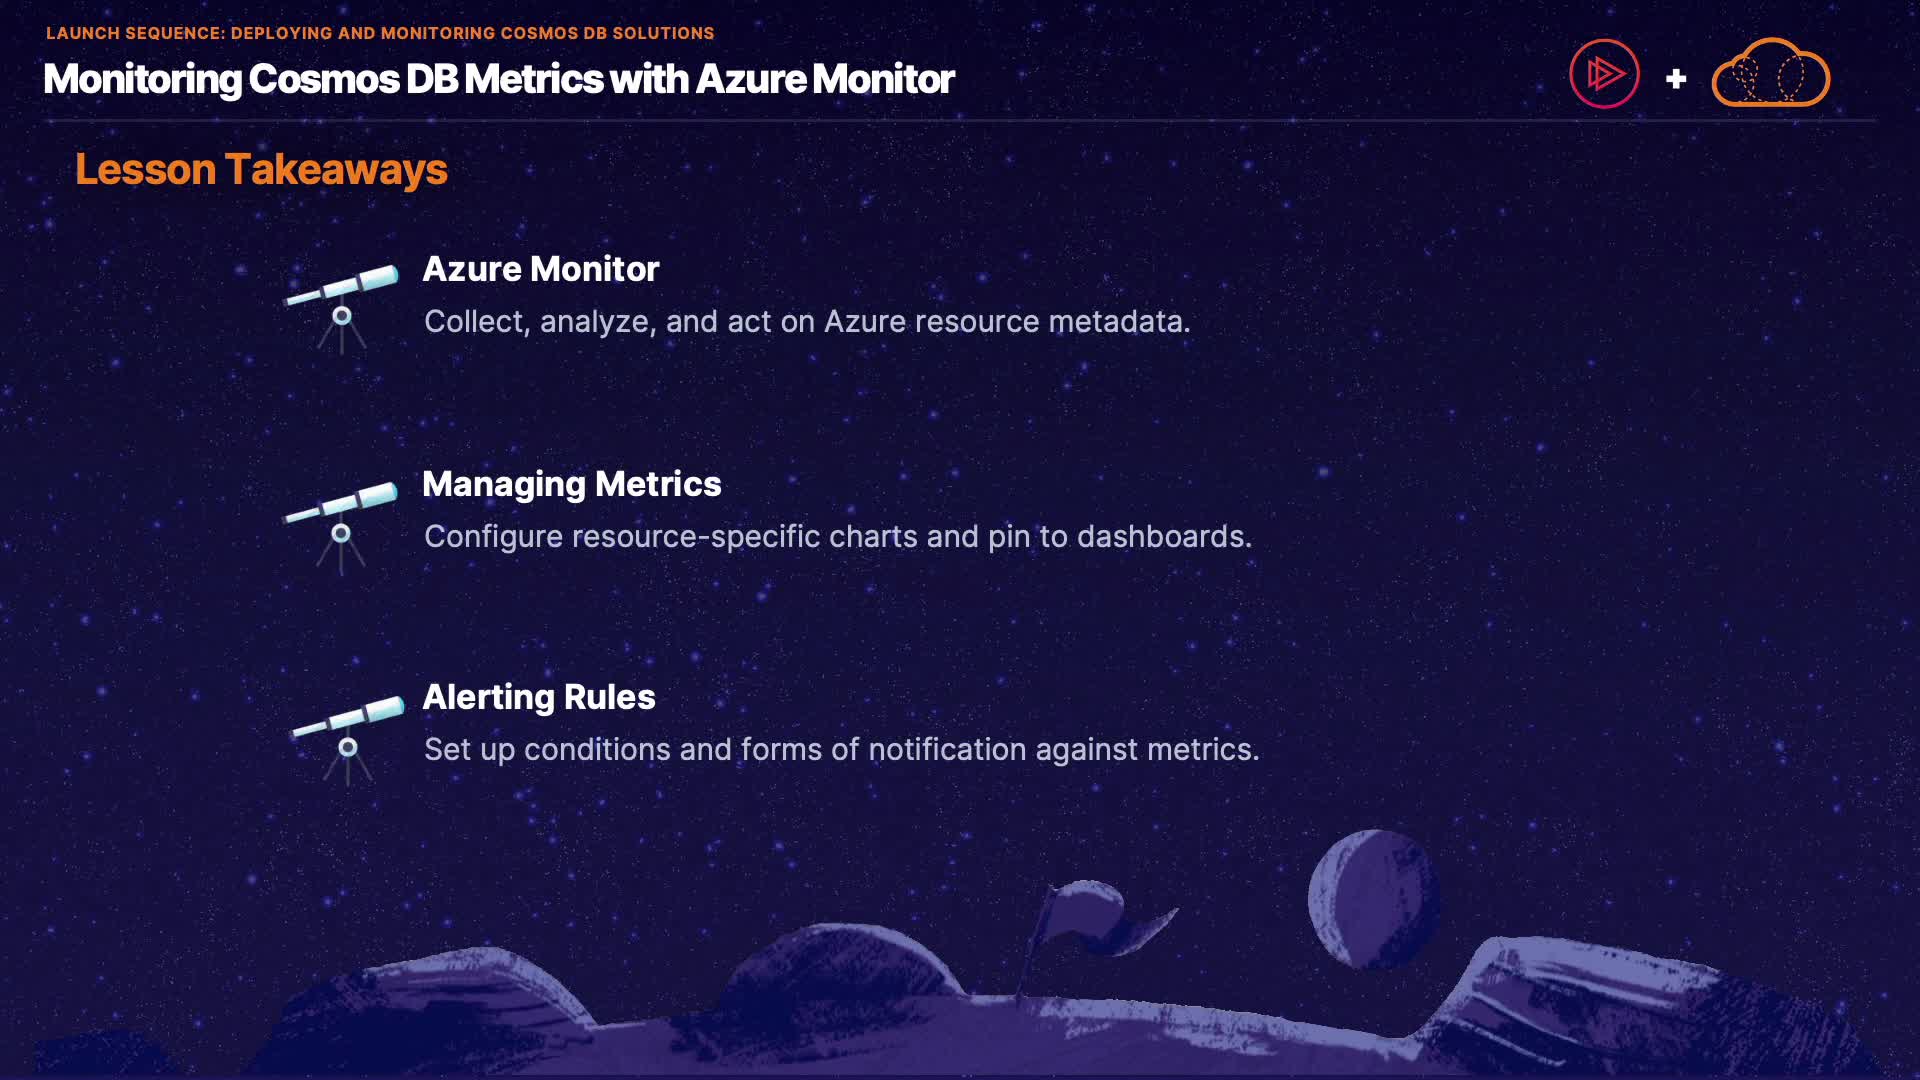 LAUNCH SEQUENCE: DEPLOYING AND MONITORING COSMOS DB SOLUTIONS
Monitoring Cosmos DB Metrics with Azure Monitor
+
Lesson Takeaways
Azure Monitor
Collect, analyze, and act on Azure resource metadata.
Managing Metrics
Configure resource-specific charts and pin to dashboards.
Alerting Rules
Set up conditions and forms of notification against metrics.